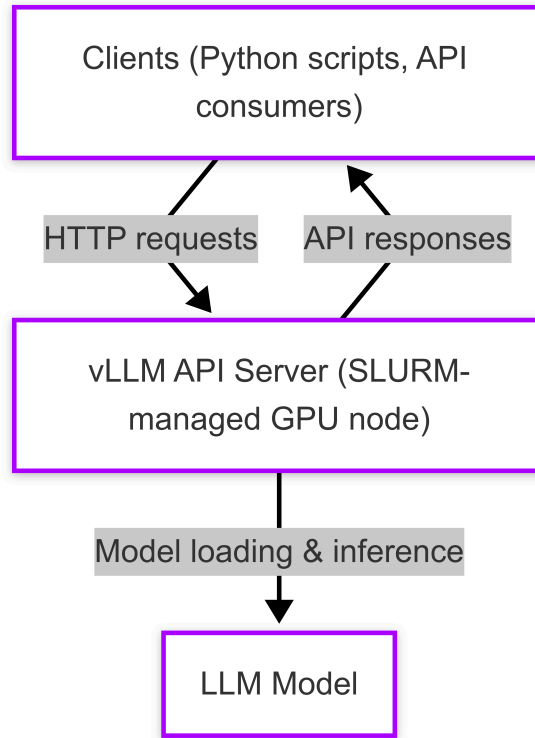 Clients (Python scripts, API
consumers)
HTTP requests
API responses
vLLM API Server (SLURM-
managed GPU node)
Model loading & inference
LLM Model